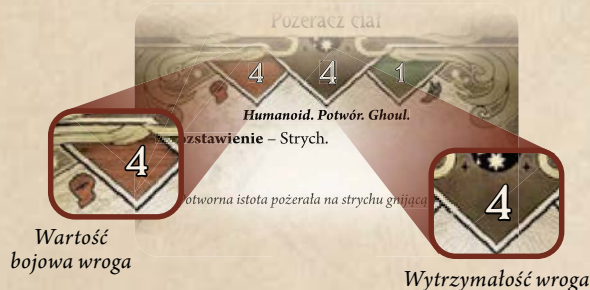 Pożeracz ciał
4 4 1
Humanoid. Potwór. Ghoul.
zstawienie – Strych.
otworna istota pożerała na strychu gnijącą
4
4
Wartość
bojowa wroga
Wytrzymałość wroga